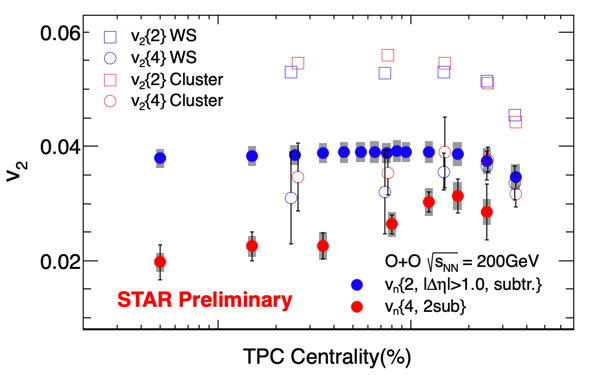 0.06
0.04
0.02
v2
v2{2} WS
v2{4} WS
v2{2} Cluster
v2{4} Cluster
O+O √sNN = 200GeV
vn{2, |Δη|>1.0, subtr.}
vn{4, 2sub}
STAR Preliminary
TPC Centrality(%)